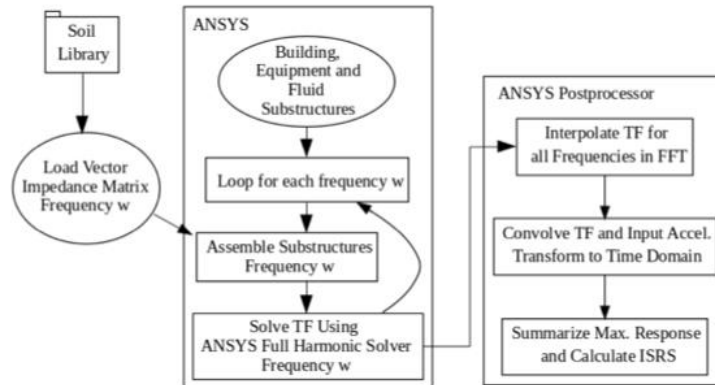 Soil
Library
Load Vector
Impedance Matrix
Frequency w
ANSYS
Building,
Equipment and
Fluid
Substructures
Loop for each frequency w
Assemble Substructures
Frequency w
Solve TF Using
ANSYS Full Harmonic Solver
Frequency w
ANSYS Postprocessor
Interpolate TF for
all Frequencies in FFT
Convolve TF and Input Accel.
Transform to Time Domain
Summarize Max. Response
and Calculate ISRS